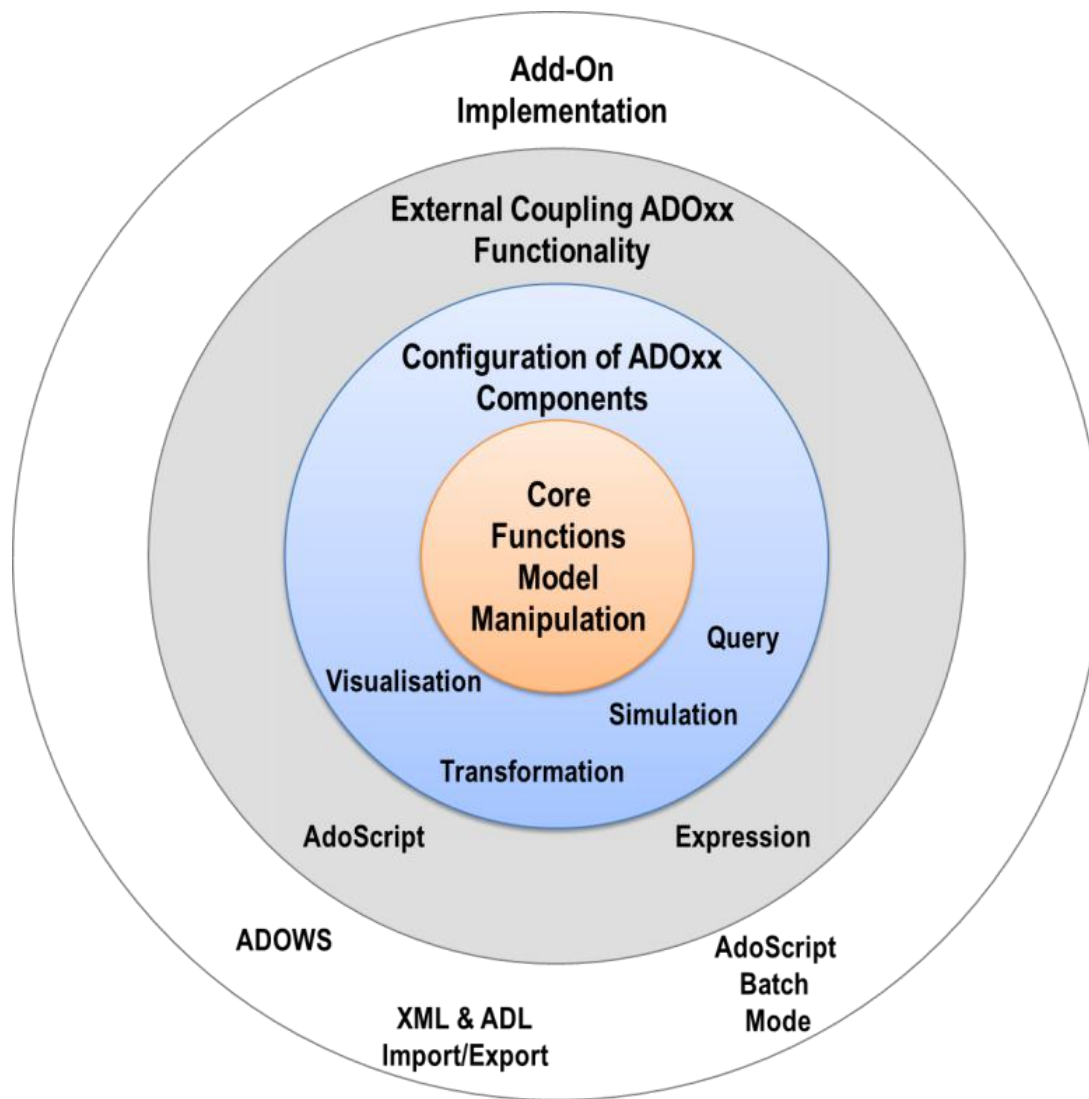 Add-On
Implementation
External Coupling ADOxx
Functionality
Configuration of ADOxx
Components
Core
Functions
Model
Manipulation
Query
Visualisation
Simulation
Transformation
AdoScript
Expression
ADOWS
AdoScript
Batch
Mode
XML & ADL
Import/Export